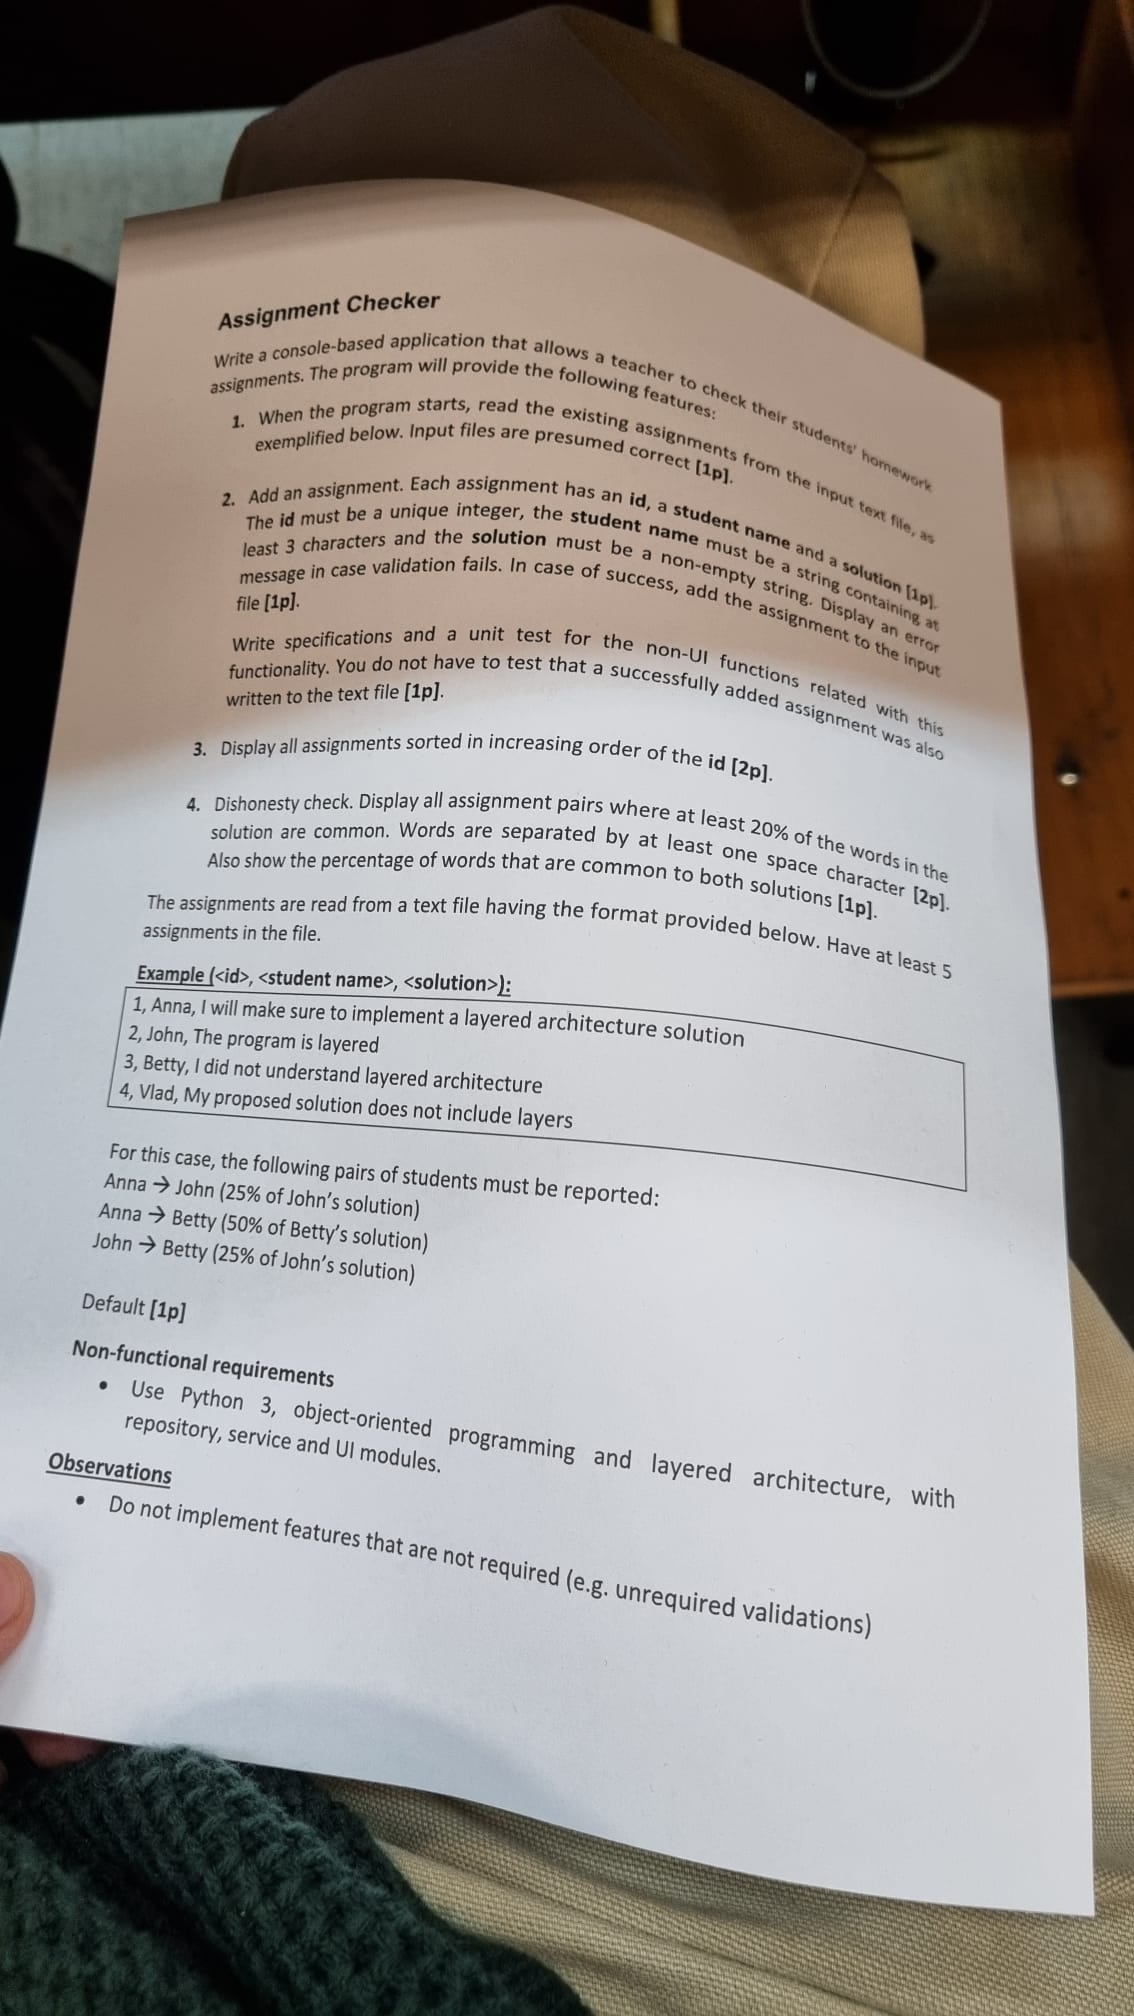 Assignment Checker
Write a console-based application that allows a teacher to check their students' homework
assignments. The program will provide the following features:
1. When the program starts, read the existing assignments from the input text file, as
exemplified below. Input files are presumed correct [1p].
2. Add an assignment. Each assignment has an id, a student name and a solution [1p].
The id must be a unique integer, the student name must be a string containing at
least 3 characters and the solution must be a non-empty string. Display an error
message in case validation fails. In case of success, add the assignment to the input
file [1p].
Write specifications and a unit test for the non-UI functions related with this
functionality. You do not have to test that a successfully added assignment was also
written to the text file [1p].
3. Display all assignments sorted in increasing order of the id [2p].
4. Dishonesty check. Display all assignment pairs where at least 20% of the words in the
solution are common. Words are separated by at least one space character [2p].
Also show the percentage of words that are common to both solutions [1p].
The assignments are read from a text file having the format provided below. Have at least 5
assignments in the file.
Example (<id>, <student name>, <solution>):
1, Anna, I will make sure to implement a layered architecture solution
2, John, The program is layered
3, Betty, I did not understand layered architecture
4, Vlad, My proposed solution does not include layers
For this case, the following pairs of students must be reported:
Anna → John (25% of John's solution)
Anna → Betty (50% of Betty's solution)
John → Betty (25% of John's solution)
Default [1p]
Non-functional requirements
• Use Python 3, object-oriented programming and layered architecture, with
repository, service and UI modules.
Observations
• Do not implement features that are not required (e.g. unrequired validations)